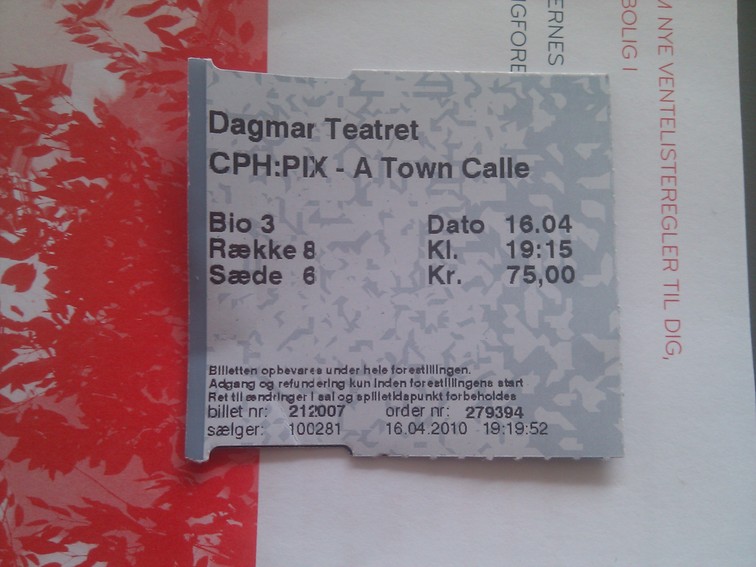 Dagmar Teatret
CPH:PIX - A Town Calle
Bio 3 Dato 16.04
Række 8 Kl. 19:15
Sæde 6 Kr. 75,00
Billetten opbevares under hele forestillingen.
Adgang og refundering kun inden forestillingens start
Ret til ændringer i sal og spilletidspunkt forbeholdes
billet nr: 212007 order nr: 279394
sælger: 100281 16.04.2010 19:19:52
M NYE VENTELISTEREGLER TIL DIG,
BOLIG I
ERNES
IGFORE